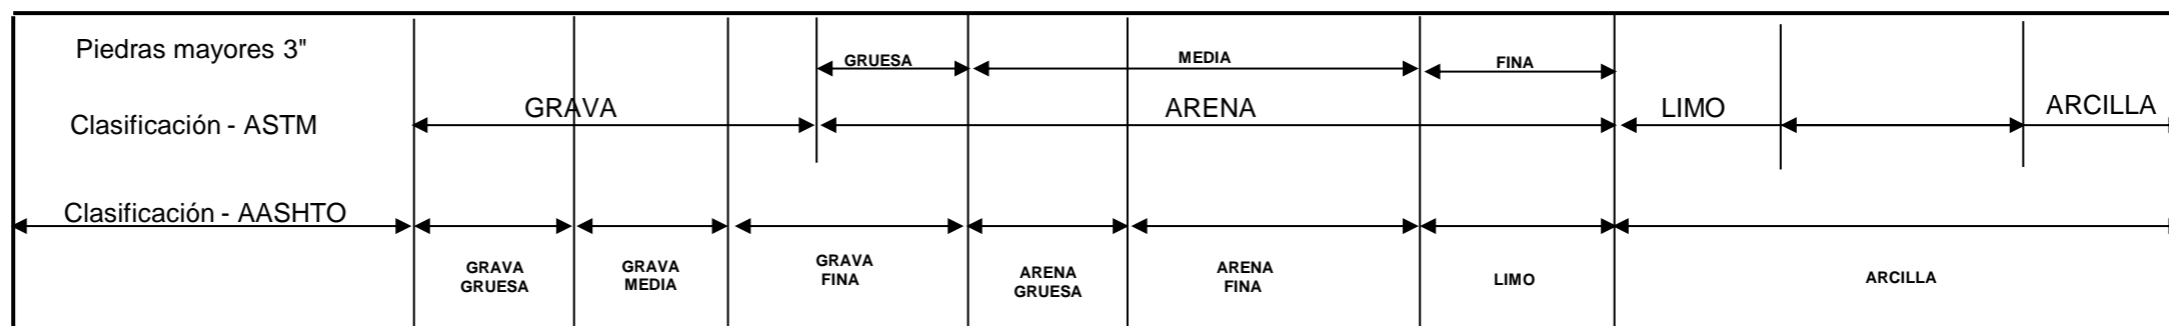 Piedras mayores 3"
GRUESA
MEDIA
FINA
Clasificación - ASTM
GRAVA
ARENA
LIMO
ARCILLA
Clasificación - AASHTO
GRAVA
GRUESA
GRAVA
MEDIA
GRAVA
FINA
ARENA
GRUESA
ARENA
FINA
LIMO
ARCILLA